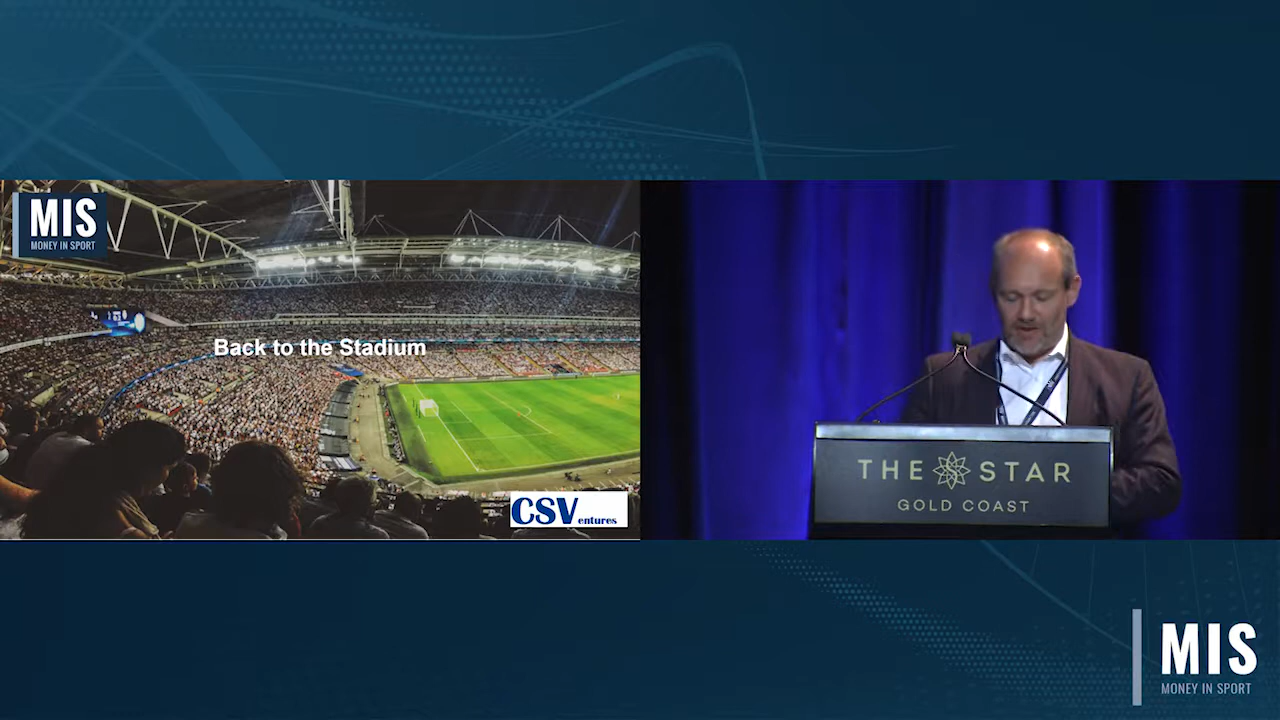 MIS
MONEY IN SPORT
Back to the Stadium
CSVentures
THE STAR
GOLD COAST
MIS
MONEY IN SPORT